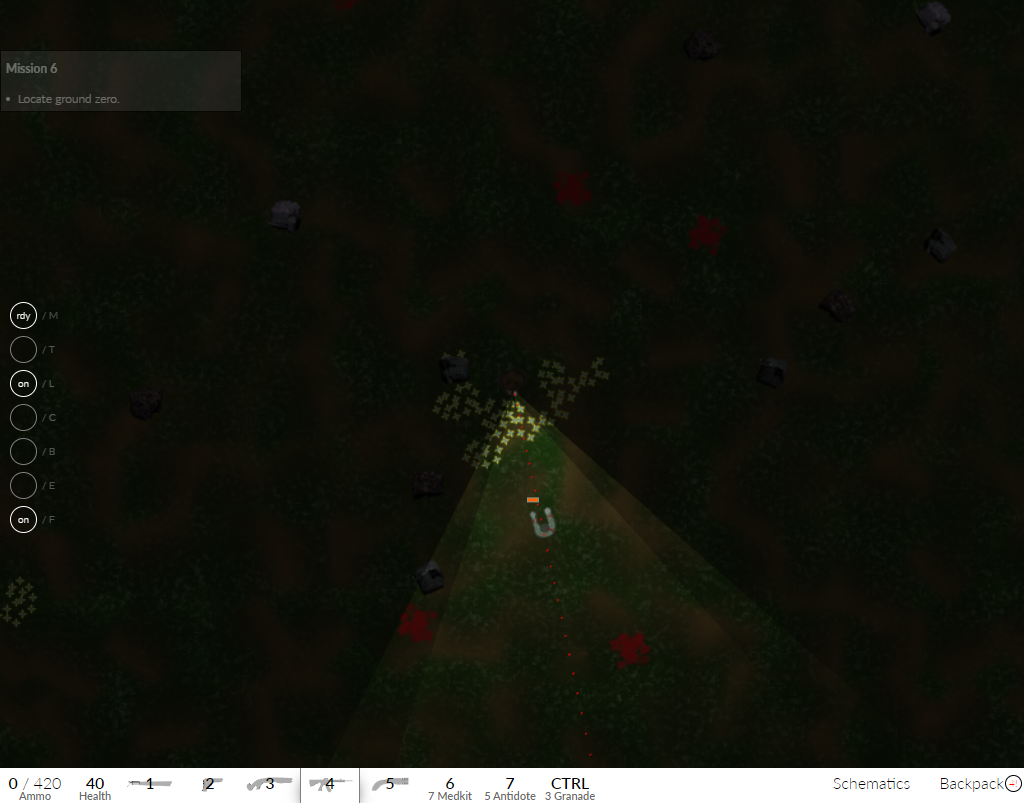 Mission 6
• Locate ground zero.
rdy / M
/ T
on / L
/ C
/ B
/ E
on / F
0 / 420 40 1 2 3 4 5 6 7 CTRL Schematics Backpack
Ammo Health 7 Medkit 5 Antidote 3 Granade